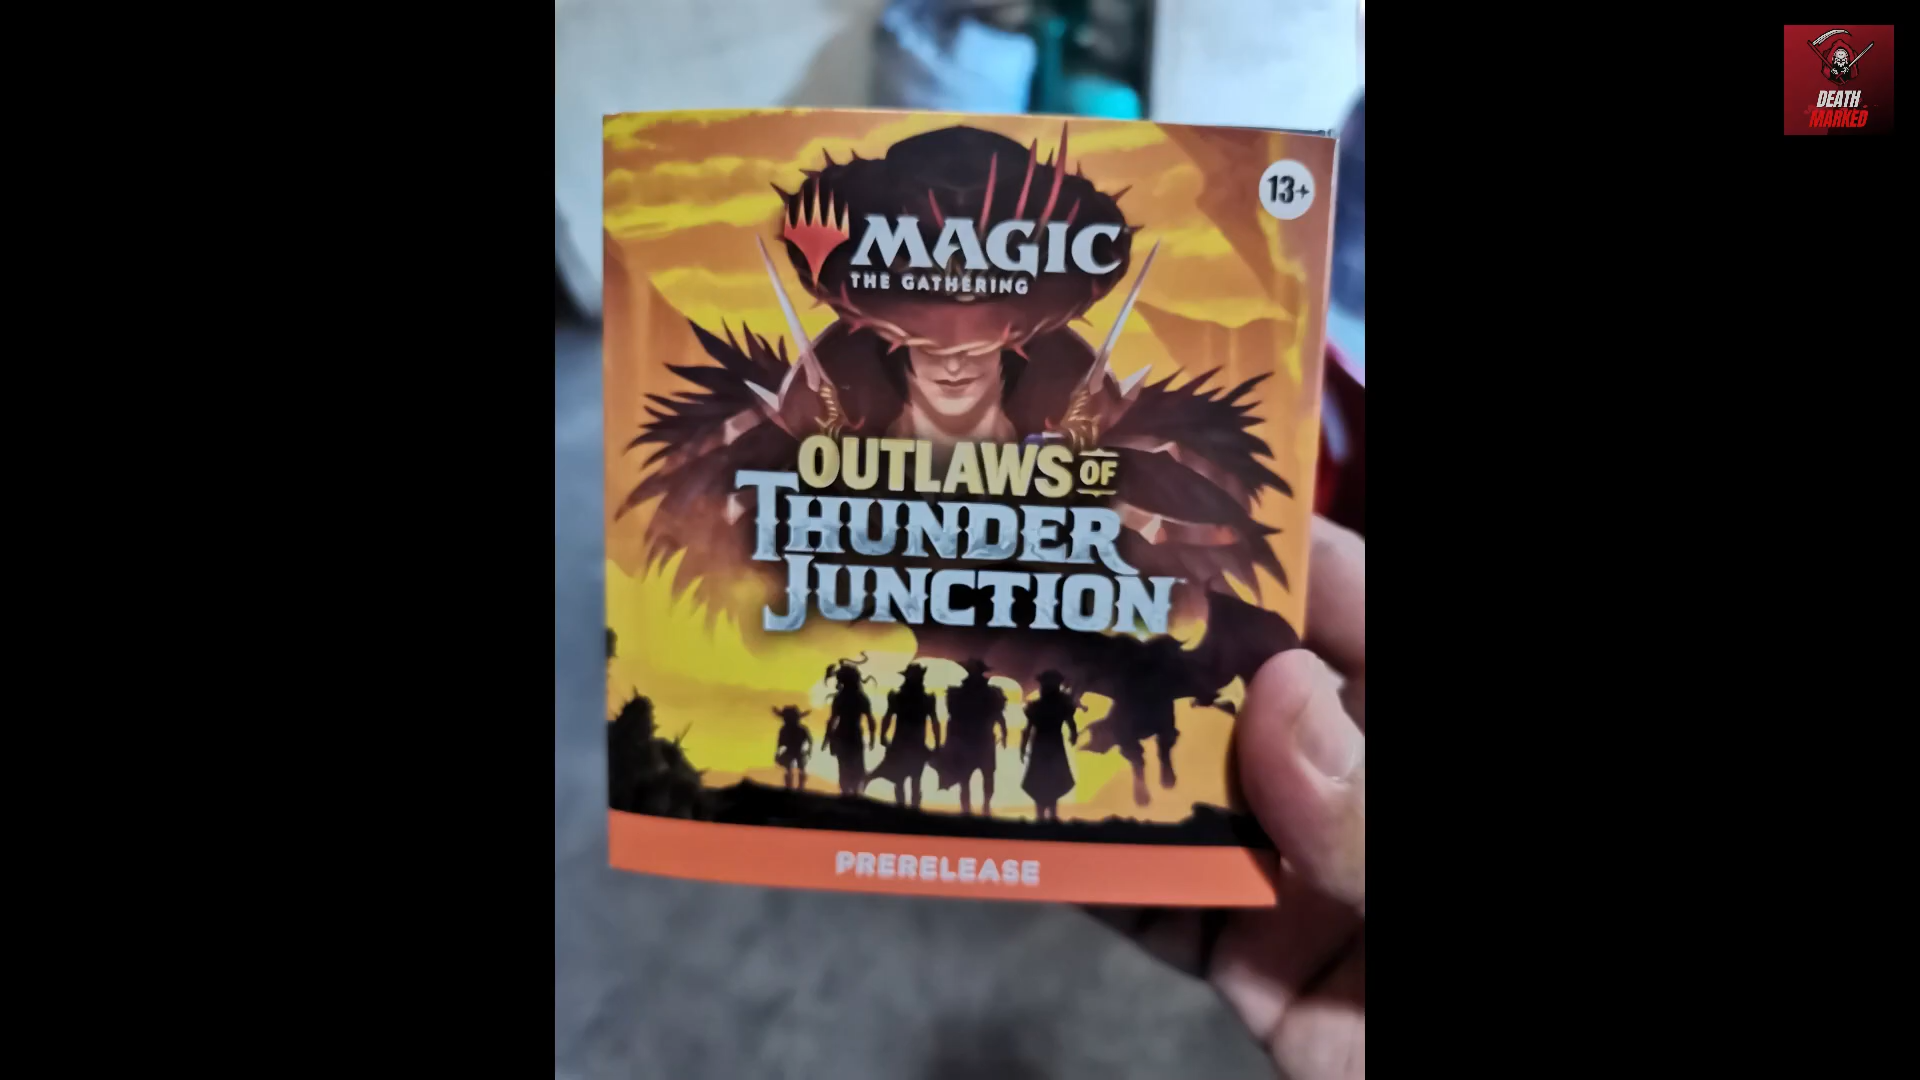 13+
MAGIC
THE GATHERING
OUTLAWS OF
THUNDER
JUNCTION
PRERELEASE
DEATH
MARKED